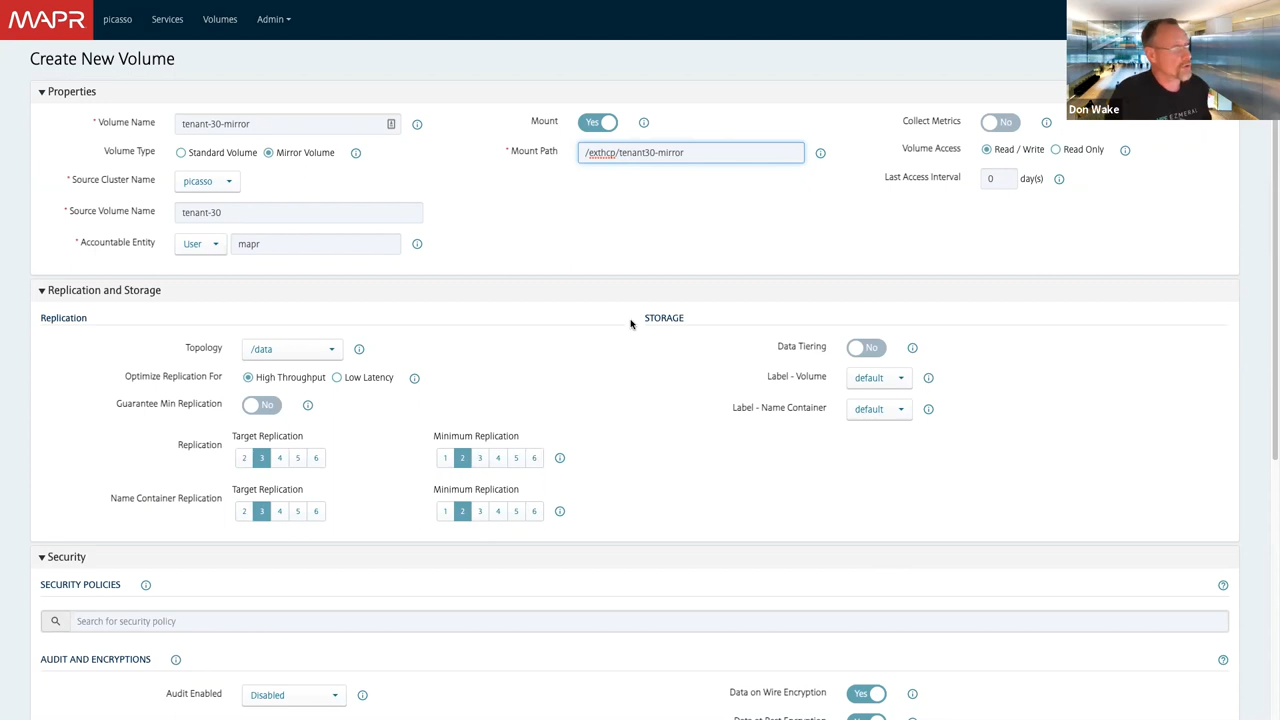 MAPR picasso Services Volumes Admin
Create New Volume
Don Wake
EZMERAL
Properties
* Volume Name tenant-30-mirror Mount Yes Collect Metrics No
Volume Type Standard Volume Mirror Volume * Mount Path /exthcp/tenant30-mirror Volume Access Read / Write Read Only
* Source Cluster Name picasso Last Access Interval 0 day(s)
* Source Volume Name tenant-30
* Accountable Entity User mapr
Replication and Storage
Replication STORAGE
Topology /data Data Tiering No
Optimize Replication For High Throughput Low Latency Label - Volume default
Guarantee Min Replication No Label - Name Container default
Target Replication Minimum Replication
Replication 2 3 4 5 6 1 2 3 4 5 6
Target Replication Minimum Replication
Name Container Replication 2 3 4 5 6 1 2 3 4 5 6
Security
SECURITY POLICIES
Search for security policy
AUDIT AND ENCRYPTIONS
Audit Enabled Disabled Data on Wire Encryption Yes